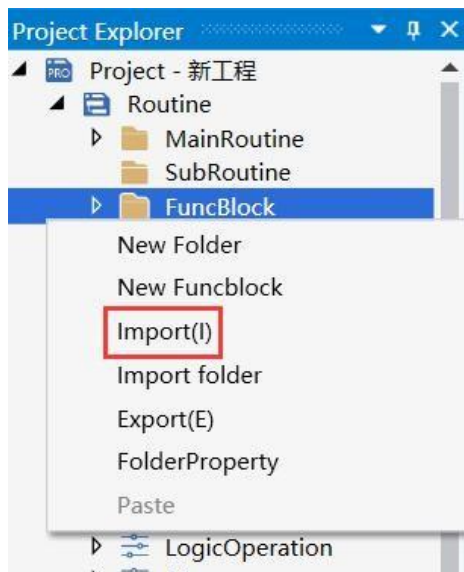 Project Explorer
Project - 新工程
Routine
MainRoutine
SubRoutine
FuncBlock
New Folder
New Funcblock
Import(I)
Import folder
Export(E)
FolderProperty
Paste
LogicOperation